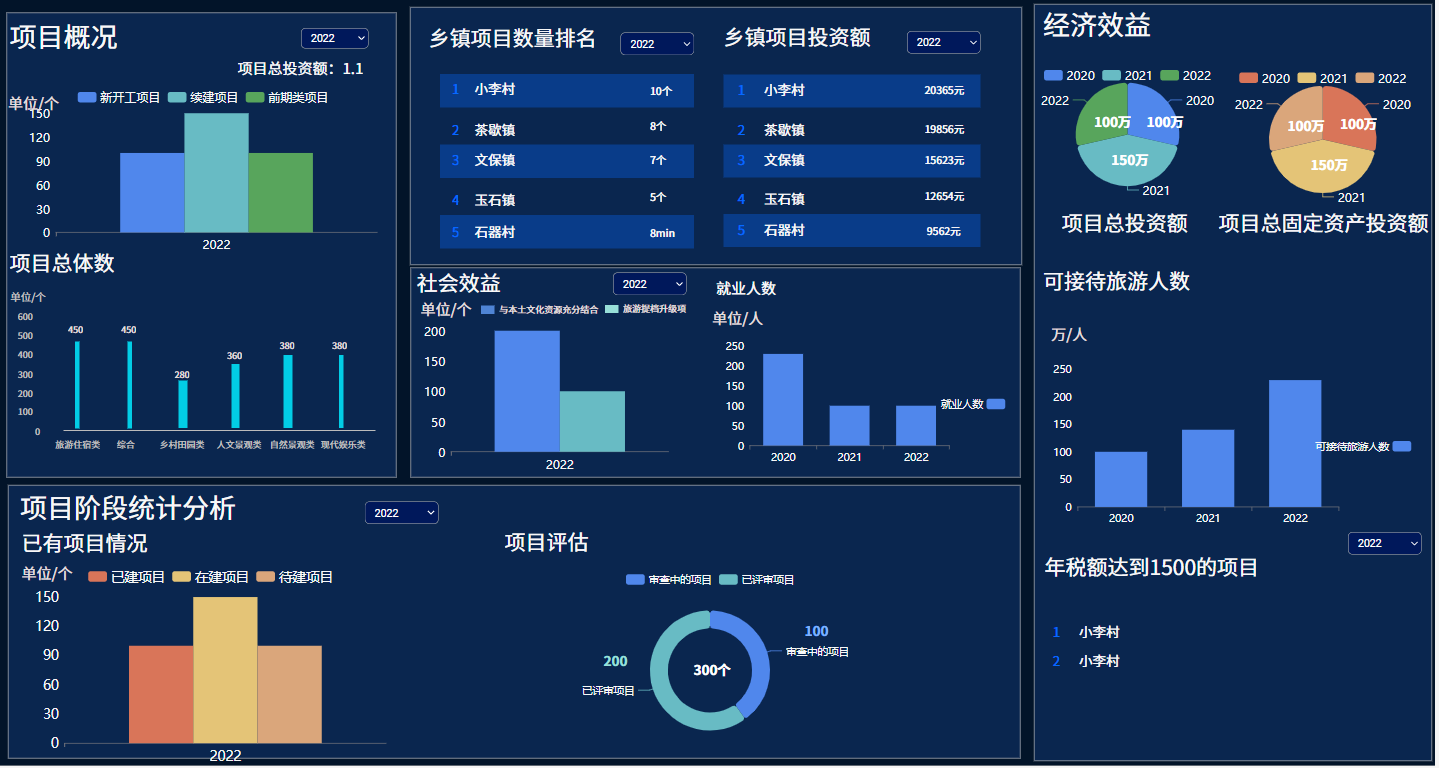 项目概况
2022
项目总投资额：1.1
单位/个
新开工项目 续建项目 前期类项目
150
120
90
60
30
0
2022
项目总体数
单位/个
600
500
400
300
200
100
0
450 450 280 360 380 380
旅游住宿类 综合 乡村田园类 人文景观类 自然景观类 现代娱乐类
乡镇项目数量排名
2022
1 小李村 10个
2 茶歇镇 8个
3 文保镇 7个
4 玉石镇 5个
5 石器村 8min
乡镇项目投资额
2022
1 小李村 20365元
2 茶歇镇 19856元
3 文保镇 15623元
4 玉石镇 12654元
5 石器村 9562元
社会效益
2022
单位/个
与本土文化资源充分结合 旅游提档升级项
200
150
100
50
0
2022
就业人数
单位/人
250
200
150
100
50
0
2020 2021 2022
就业人数
经济效益
2020 2021 2022
2022 2020
100万 100万
150万
2021
项目总投资额
2020 2021 2022
2022 2020
100万 100万
150万
2021
项目总固定资产投资额
可接待旅游人数
万/人
250
200
150
100
50
0
2020 2021 2022
可接待旅游人数
2022
年税额达到1500的项目
1 小李村
2 小李村
项目阶段统计分析
2022
已有项目情况
单位/个
已建项目 在建项目 待建项目
150
120
90
60
30
0
2022
项目评估
审查中的项目 已评审项目
100
审查中的项目
200
已评审项目
300个